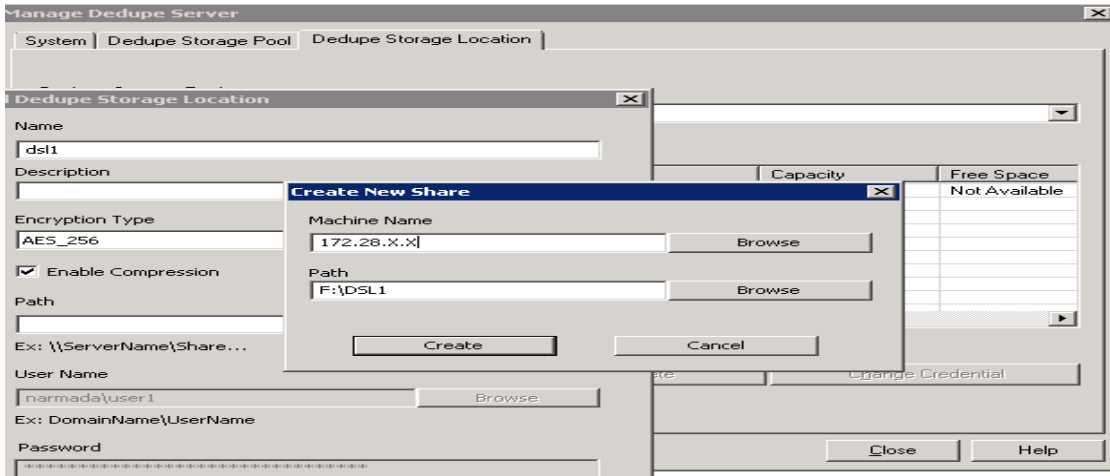 Manage Dedupe Server
System Dedupe Storage Pool Dedupe Storage Location
Dedupe Storage Location
Name
dsl1
Description
Capacity Free Space
Not Available
Create New Share
Encryption Type
AES_256
Machine Name
172.28.X.X Browse
Enable Compression
Path
F:\DSL1 Browse
Path
Ex: \\ServerName\Share...
Create Cancel
User Name
Change Credential
narmada\user1 Browse
Ex: DomainName\UserName
Password
Close Help
************************************